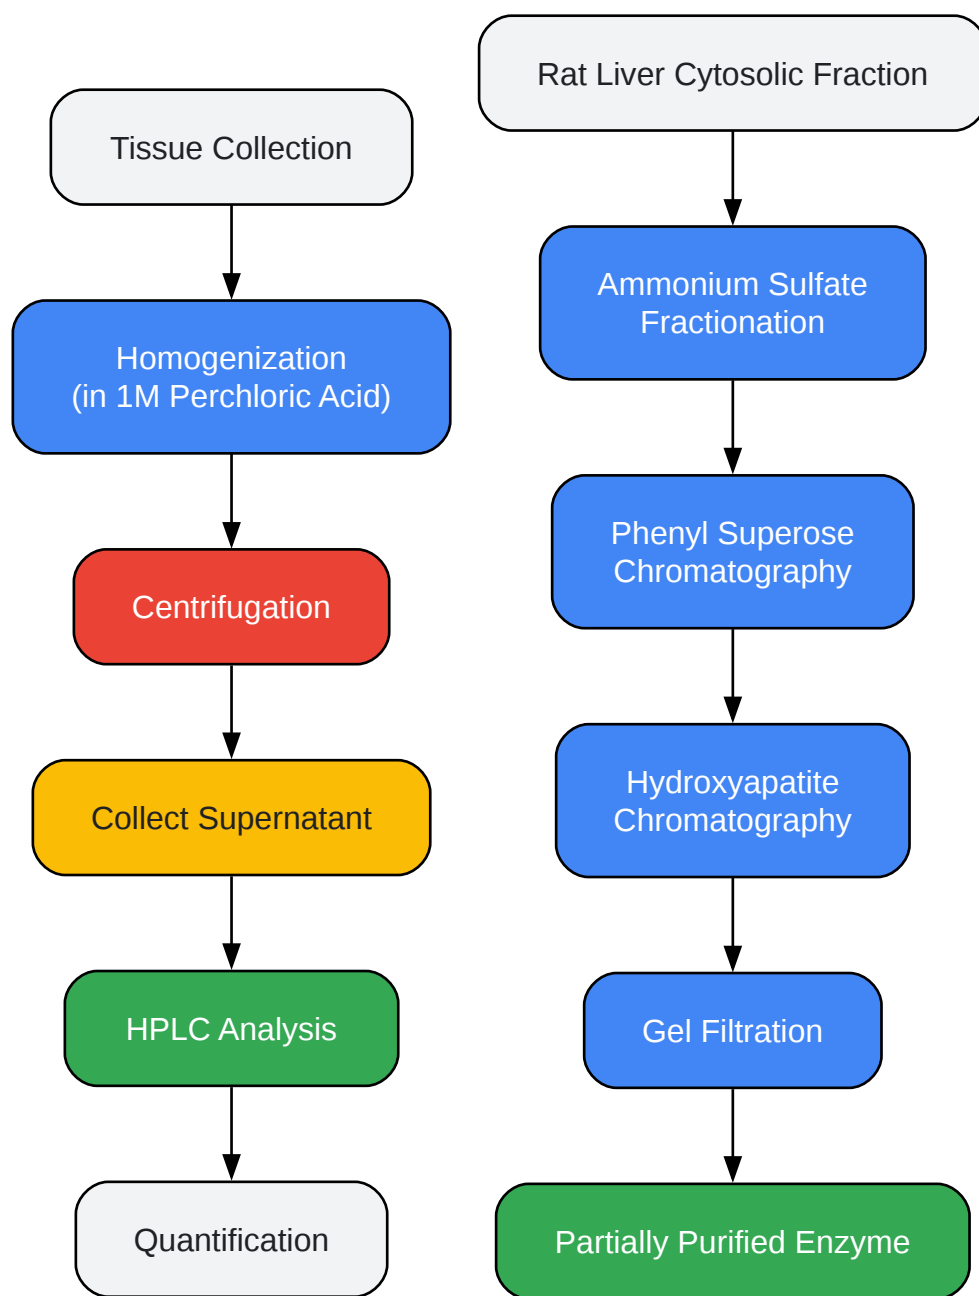 Tissue Collection
Homogenization
(in 1M Perchloric Acid)
Centrifugation
Collect Supernatant
HPLC Analysis
Quantification
Rat Liver Cytosolic Fraction
Ammonium Sulfate
Fractionation
Phenyl Superose
Chromatography
Hydroxyapatite
Chromatography
Gel Filtration
Partially Purified Enzyme